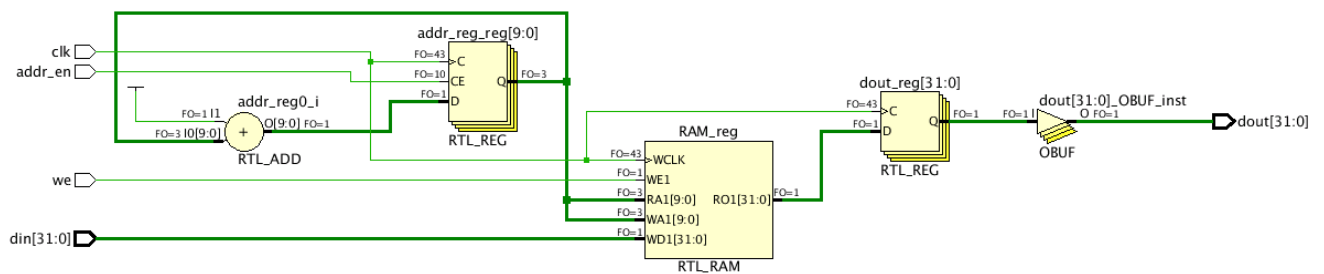 clk
addr_en
we
din[31:0]
FO=1 I1
FO=3 I0[9:0]
addr_reg0_i
+
O[9:0] FO=1
RTL_ADD
addr_reg_reg[9:0]
FO=43 C
FO=10 CE
FO=1 D
Q FO=3
RTL_REG
RAM_reg
FO=43 WCLK
FO=1 WE1
FO=3 RA1[9:0]
FO=3 WA1[9:0]
FO=1 WD1[31:0]
RO1[31:0] FO=1
RTL_RAM
dout_reg[31:0]
FO=43 C
FO=1 D
Q FO=1
RTL_REG
dout[31:0]_OBUF_inst
FO=1 I
O FO=1
OBUF
dout[31:0]